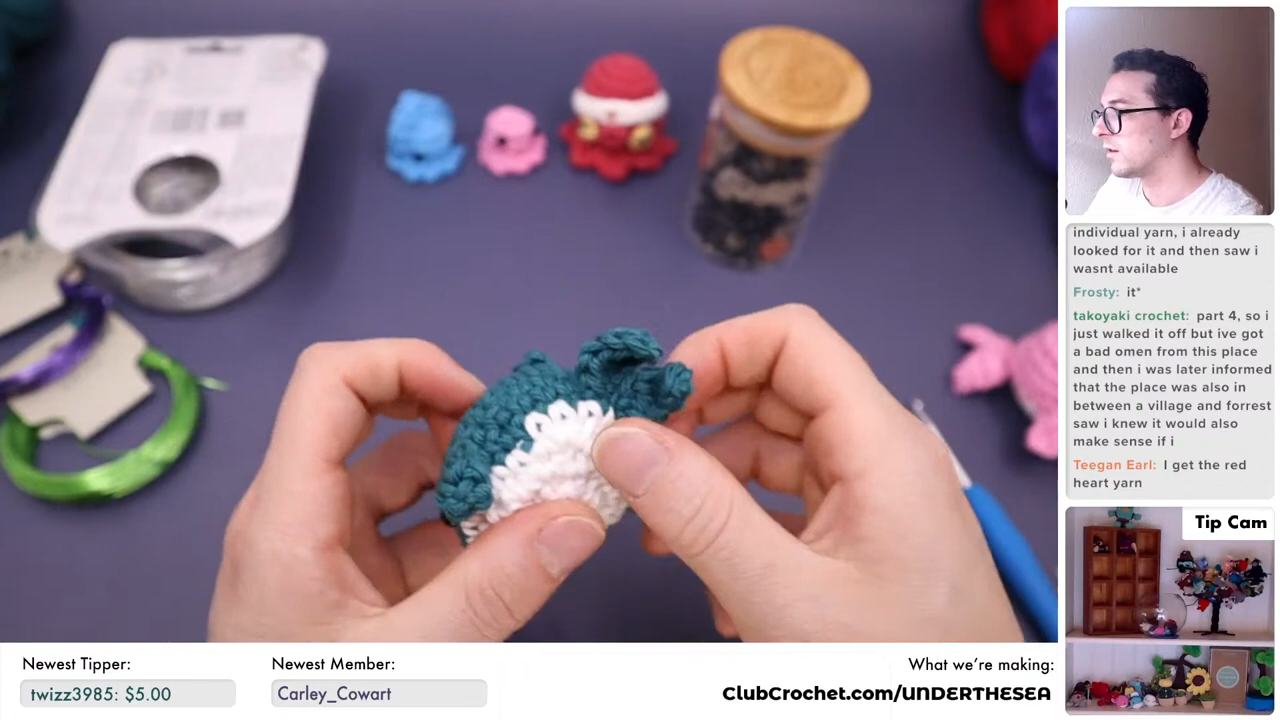 individual yarn, i already
looked for it and then saw i
wasnt available
Frosty: it*
takoyaki crochet: part 4, so i
just walked it off but ive got
a bad omen from this place
and then i was later informed
that the place was also in
between a village and forrest
saw i knew it would also
make sense if i
Teegan Earl: I get the red
heart yarn
Tip Cam
Newest Tipper:
twizz3985: $5.00
Newest Member:
Carley_Cowart
What we're making:
ClubCrochet.com/UNDERTHESEA